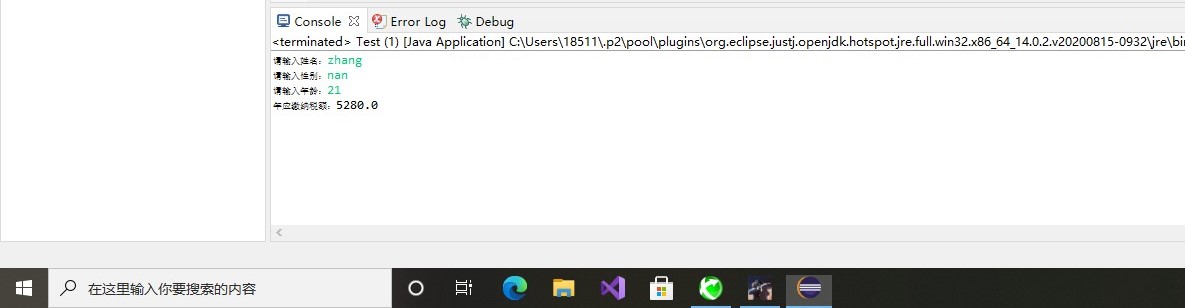 Console Error Log Debug
<terminated> Test (1) [Java Application] C:\Users\18511\.p2\pool\plugins\org.eclipse.justj.openjdk.hotspot.jre.full.win32.x86_64_14.0.2.v20200815-0932\jre\bin
请输入姓名：zhang
请输入性别：nan
请输入年龄：21
年应缴纳税额：5280.0
在这里输入你要搜索的内容